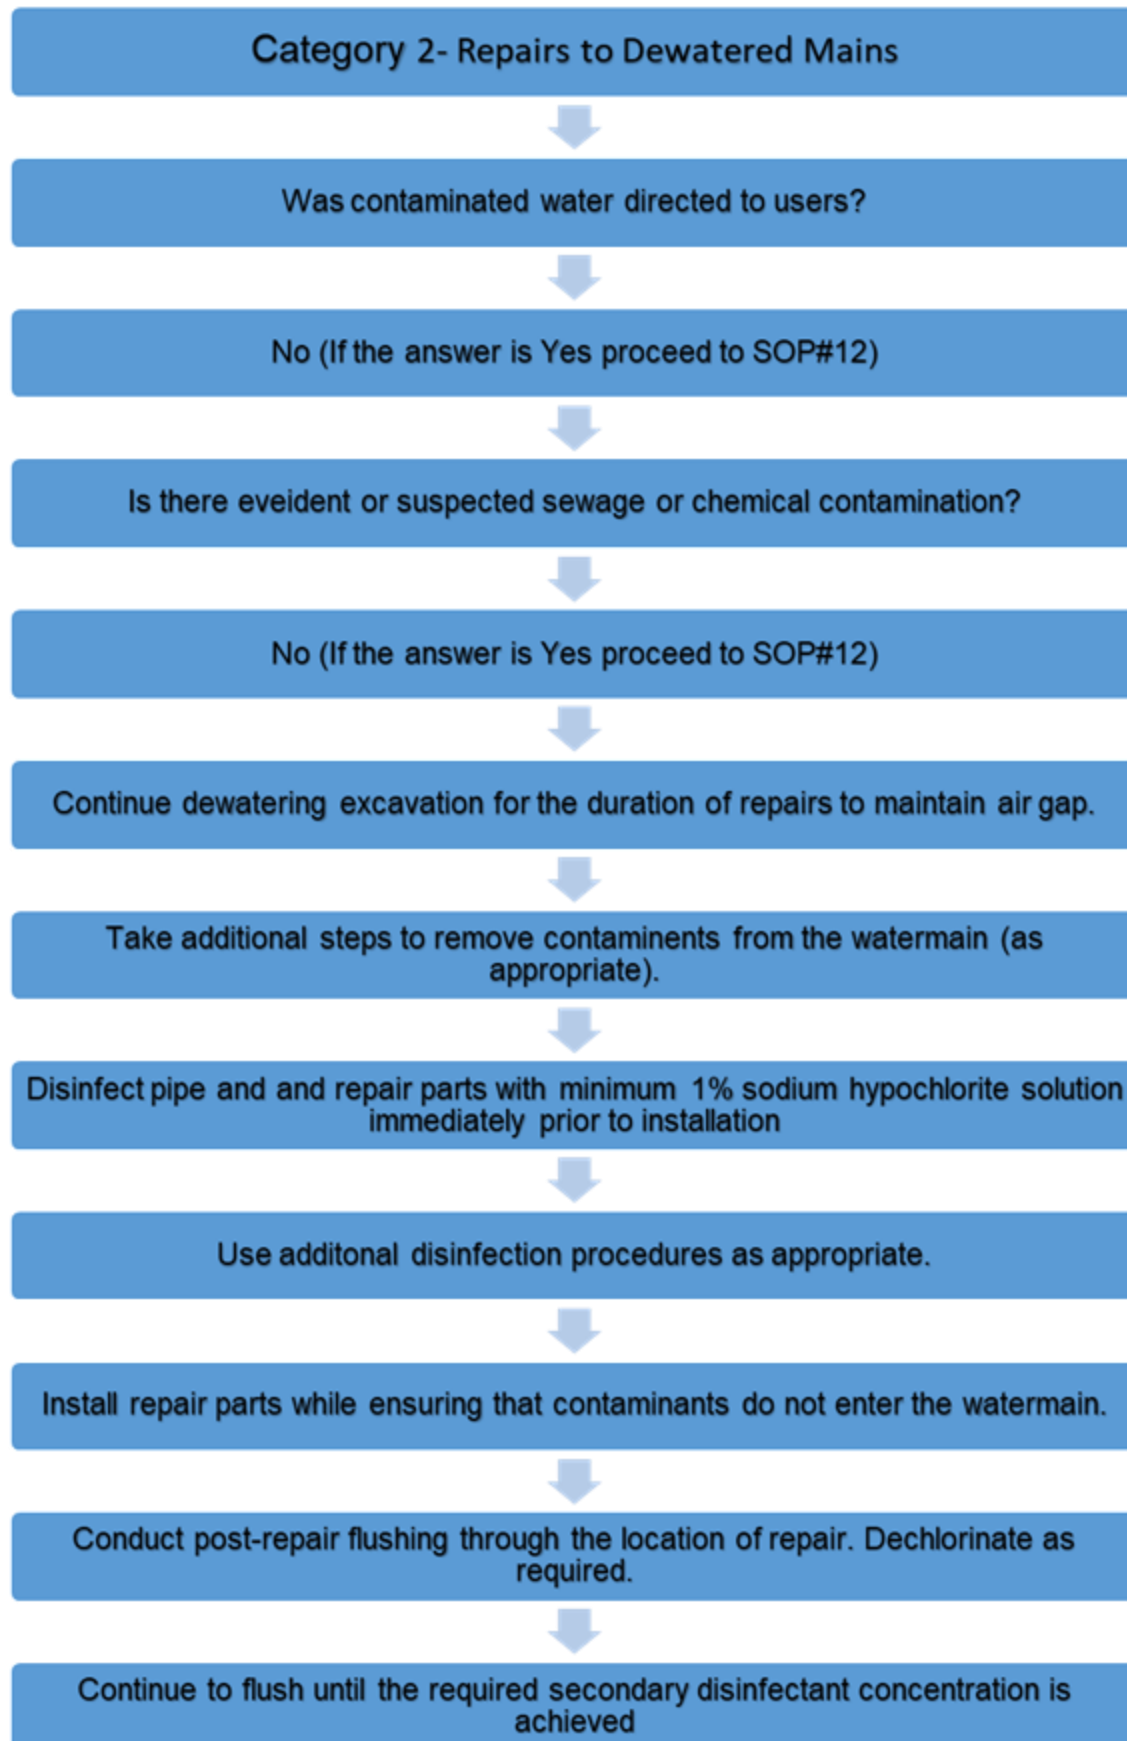 Category 2- Repairs to Dewatered Mains
Was contaminated water directed to users?
No (If the answer is Yes proceed to SOP#12)
Is there eveident or suspected sewage or chemical contamination?
No (If the answer is Yes proceed to SOP#12)
Continue dewatering excavation for the duration of repairs to maintain air gap.
Take additional steps to remove contaminents from the watermain (as
appropriate).
Disinfect pipe and and repair parts with minimum 1% sodium hypochlorite solution
immediately prior to installation
Use additonal disinfection procedures as appropriate.
Install repair parts while ensuring that contaminants do not enter the watermain.
Conduct post-repair flushing through the location of repair. Dechlorinate as
required.
Continue to flush until the required secondary disinfectant concentration is
achieved